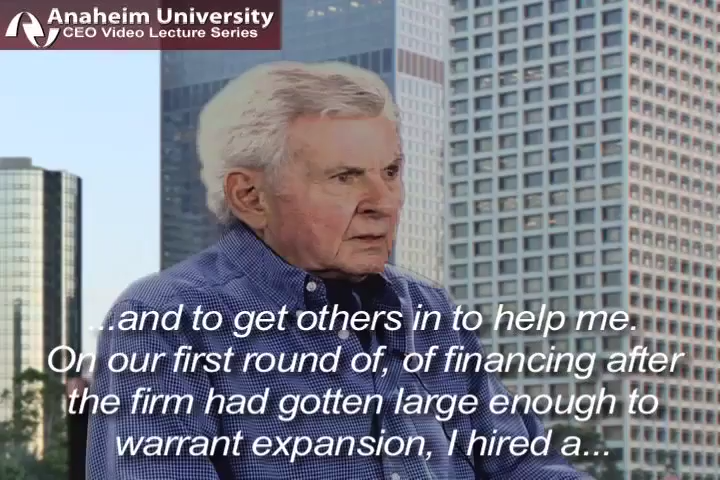 Anaheim University
CEO Video Lecture Series
...and to get others in to help me.
On our first round of, of financing after
the firm had gotten large enough to
warrant expansion, I hired a...